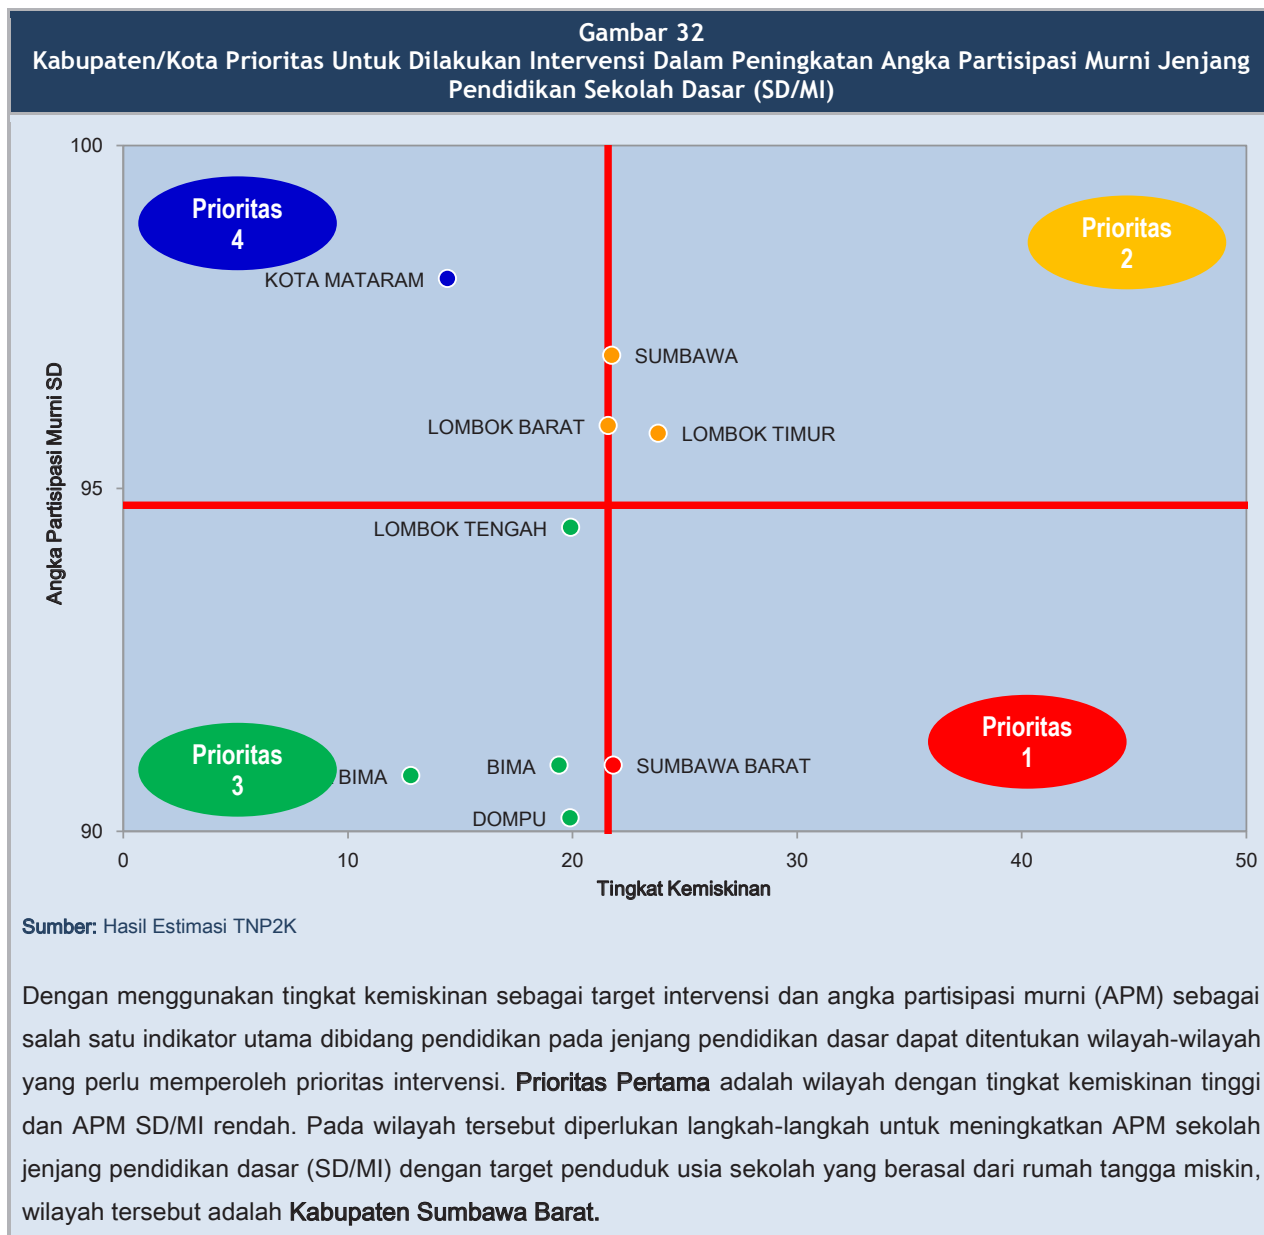 Gambar 32
Kabupaten/Kota Prioritas Untuk Dilakukan Intervensi Dalam Peningkatan Angka Partisipasi Murni Jenjang
Pendidikan Sekolah Dasar (SD/MI)
100
Prioritas
4
Prioritas
2
KOTA MATARAM
SUMBAWA
LOMBOK BARAT
LOMBOK TIMUR
Angka Partisipasi Murni SD
95
LOMBOK TENGAH
Prioritas
1
Prioritas
3
BIMA
BIMA
SUMBAWA BARAT
DOMPU
90
0
10
20
30
40
50
Tingkat Kemiskinan
Sumber: Hasil Estimasi TNP2K
Dengan menggunakan tingkat kemiskinan sebagai target intervensi dan angka partisipasi murni (APM) sebagai
salah satu indikator utama dibidang pendidikan pada jenjang pendidikan dasar dapat ditentukan wilayah-wilayah
yang perlu memperoleh prioritas intervensi. Prioritas Pertama adalah wilayah dengan tingkat kemiskinan tinggi
dan APM SD/MI rendah. Pada wilayah tersebut diperlukan langkah-langkah untuk meningkatkan APM sekolah
jenjang pendidikan dasar (SD/MI) dengan target penduduk usia sekolah yang berasal dari rumah tangga miskin,
wilayah tersebut adalah Kabupaten Sumbawa Barat.